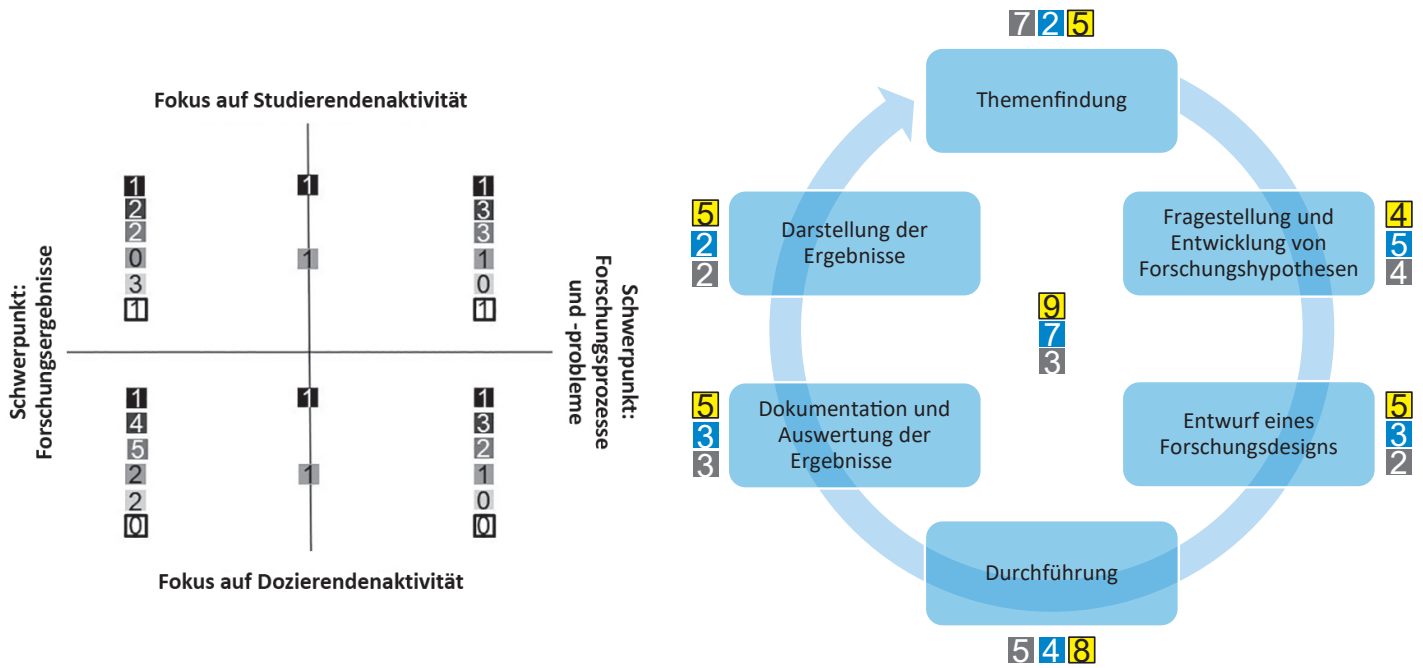 Fokus auf Studierendenaktivität
Schwerpunkt:
Forschungsergebnisse
1
2
2
0
3
1
1
1
1
3
3
1
0
1
Schwerpunkt:
Forschungsprozesse
und -probleme
1
4
5
2
2
0
1
1
1
3
2
1
0
0
Fokus auf Dozierendenaktivität
7 2 5
Themenfindung
4
5
4
Fragestellung und
Entwicklung von
Forschungshypothesen
5
3
2
Entwurf eines
Forschungsdesigns
Durchführung
5 4 8
5
3
3
Dokumentation und
Auswertung der
Ergebnisse
5
2
2
Darstellung der
Ergebnisse
9
7
3